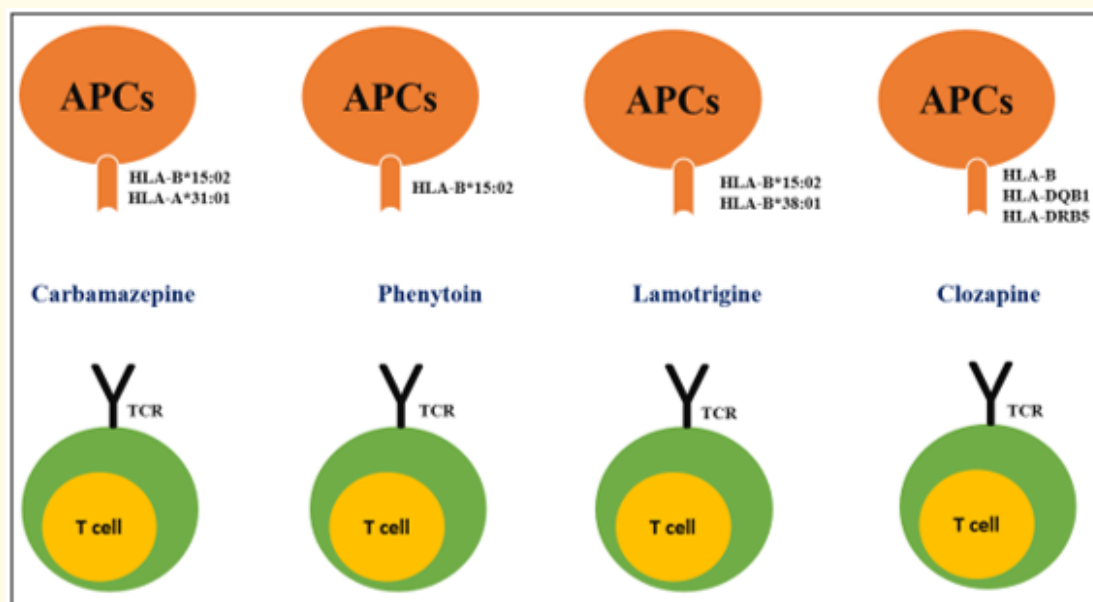 APCs
APCs
APCs
APCs
HLA-B*15:02
HLA-A*31:01
HLA-B*15:02
HLA-B*15:02
HLA-B*38:01
HLA-B
HLA-DQB1
HLA-DRB5
Carbamazepine
Phenytoin
Lamotrigine
Clozapine
TCR
TCR
TCR
TCR
T cell
T cell
T cell
T cell